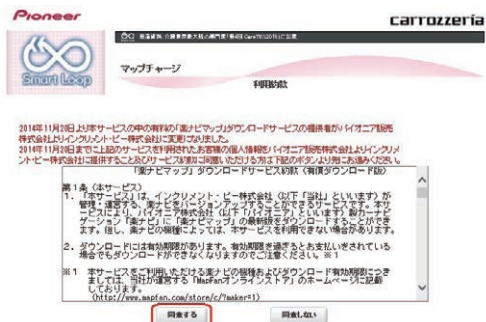 Pioneer
carrozzeria
Smart Loop
マップチャージ
利用約款
2014年11月20日より本サービスの中の有料の「楽ナビマップ」ダウンロードサービスの提供者がパイオニア販売
株式会社よりインクリメント・ピー株式会社に変更になりました。
2014年11月20日までに上記のサービスを利用されたお客様の個人情報をパイオニア販売株式会社よりインクリメ
ント・ピー株式会社に提供すること及びサービス約款に同意いただける方は下記のボタンより先にお進みください。
「楽ナビマップ」ダウンロードサービス約款(有償ダウンロード版)
第1条(本サービス)
1. 「本サービス」は、インクリメント・ピー株式会社(以下「当社」といいます)が
管理・運営する、楽ナビをバージョンアップすることができるサービスです。本サ
ービスにより、パイオニア株式会社(以下「パイオニア」といいます)製カーナビ
ゲーション「楽ナビ」に「楽ナビマップ」の最新版をダウンロードすることができ
ます。但し、楽ナビの機種によっては、本サービスを利用できない場合があります。
2. ダウンロードには有効期限があります。有効期限を過ぎるとお支払いをされている
場合でもダウンロードができなくなりますのでご注意ください。※1
※1 本サービスをご利用いただける楽ナビの機種およびダウンロード有効期限につき
ましては、当社が運営する「MapFanオンラインストア」のホームページに記載
しております。
(http://www.mapfan.com/store/c/?maker=1)
同意する
同意しない